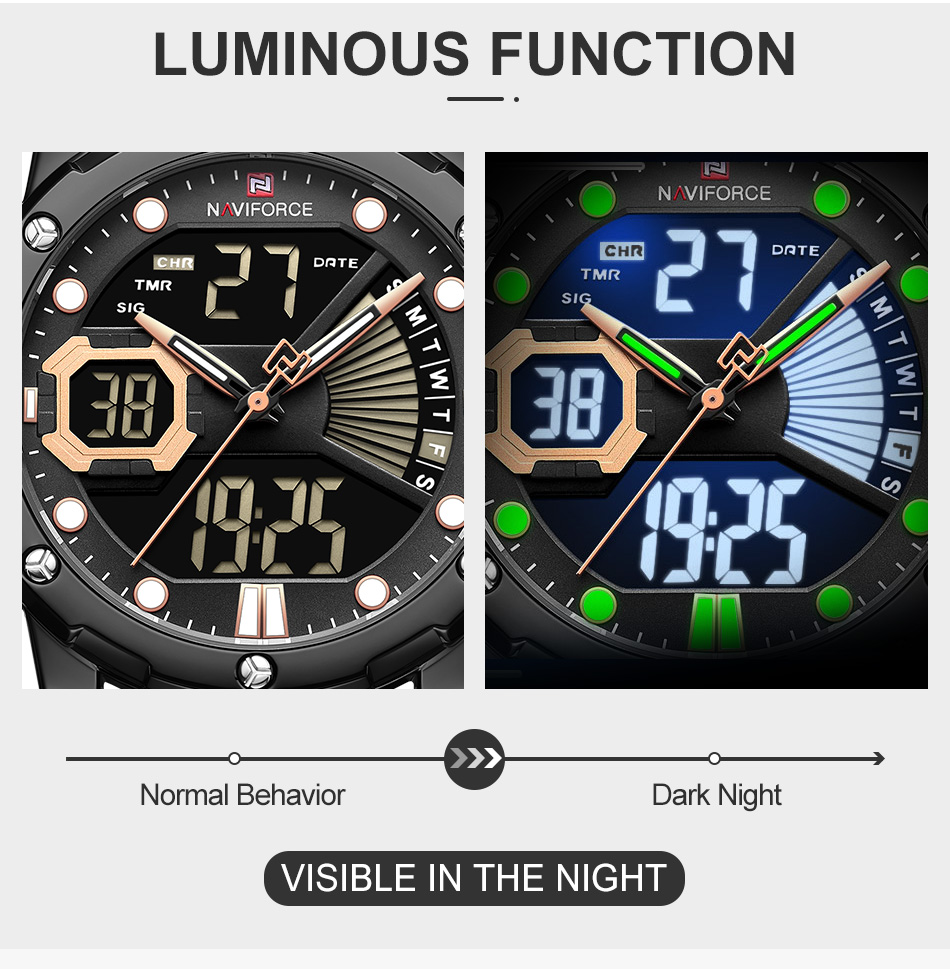 LUMINOUS FUNCTION
NAVIFORCE
CHR
27
DATE
TMR
SIG
S
M
T
W
T
F
S
38
19:25
NAVIFORCE
CHR
27
DATE
TMR
SIG
S
M
T
W
T
F
S
38
19:25
Normal Behavior
Dark Night
VISIBLE IN THE NIGHT